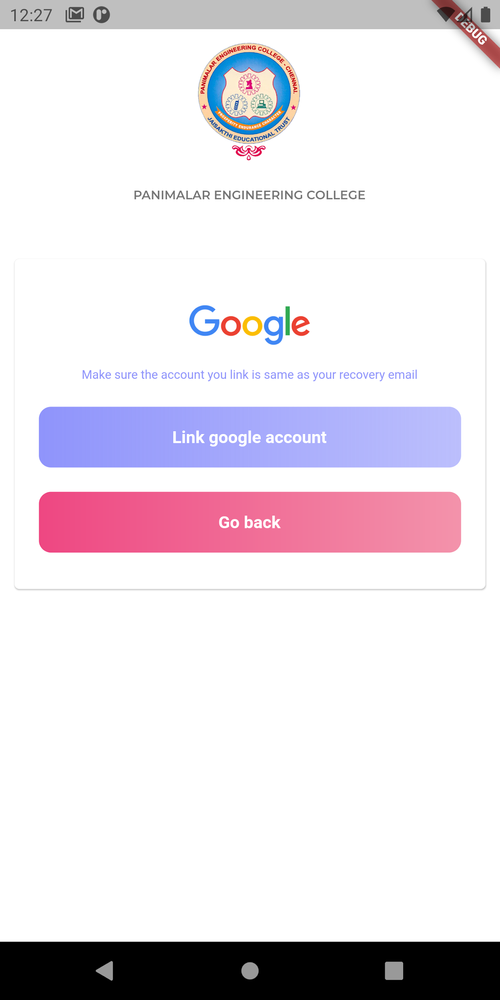 12:27
DEBUG
PANIMALAR ENGINEERING COLLEGE - CHENNAI.
PROSPERITY ENDURANCE CHARACTER
JAISAKTHI EDUCATIONAL TRUST
PANIMALAR ENGINEERING COLLEGE
Google
Make sure the account you link is same as your recovery email
Link google account
Go back